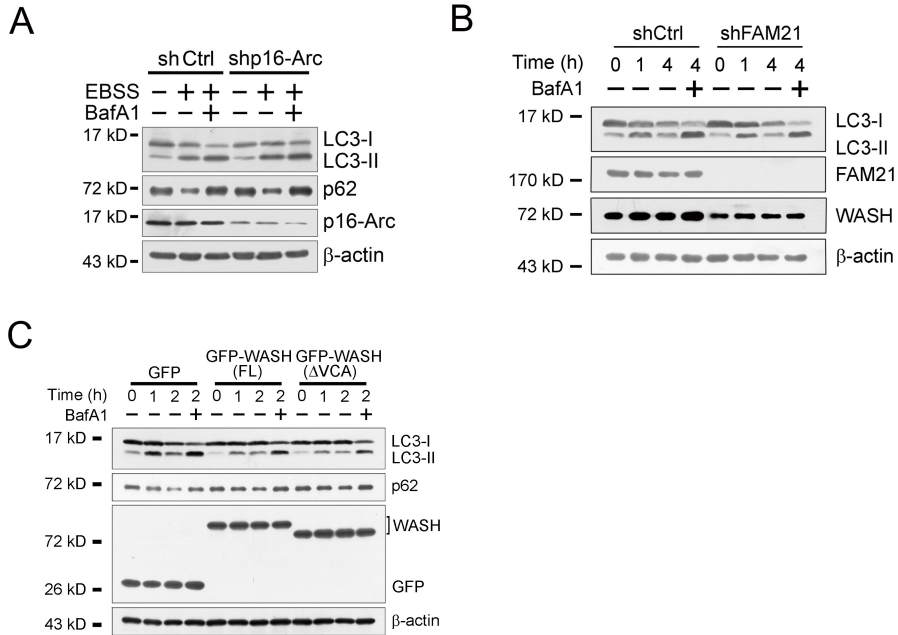 A
sh Ctrl shp16-Arc
EBSS − + + − + +
BafA1 + +
17 kD
LC3-I
LC3-II
72 kD p62
17 kD p16-Arc
43 kD β-actin
B
shCtrl shFAM21
Time (h) 0 1 4 4 0 1 4 4
BafA1 − − − + − − − +
17 kD LC3-I
LC3-II
170 kD FAM21
72 kD WASH
43 kD β-actin
C
GFP GFP-WASH (FL) GFP-WASH (ΔVCA)
Time (h) 0 1 2 2 0 1 2 2 0 1 2 2
BafA1 − − − + − − − + − − − +
17 kD LC3-I
LC3-II
72 kD p62
WASH
72 kD
26 kD GFP
43 kD β-actin